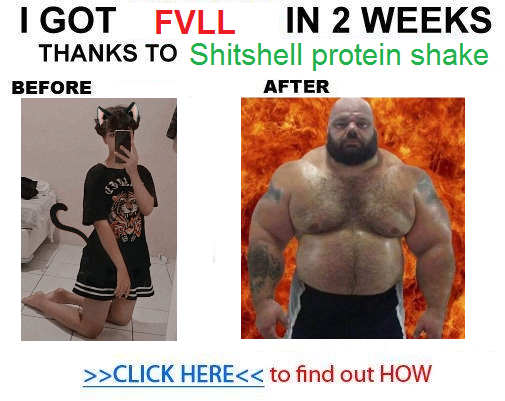 I GOT FVLL IN 2 WEEKS
THANKS TO Shitshell protein shake
BEFORE
AFTER
>>CLICK HERE<< to find out HOW